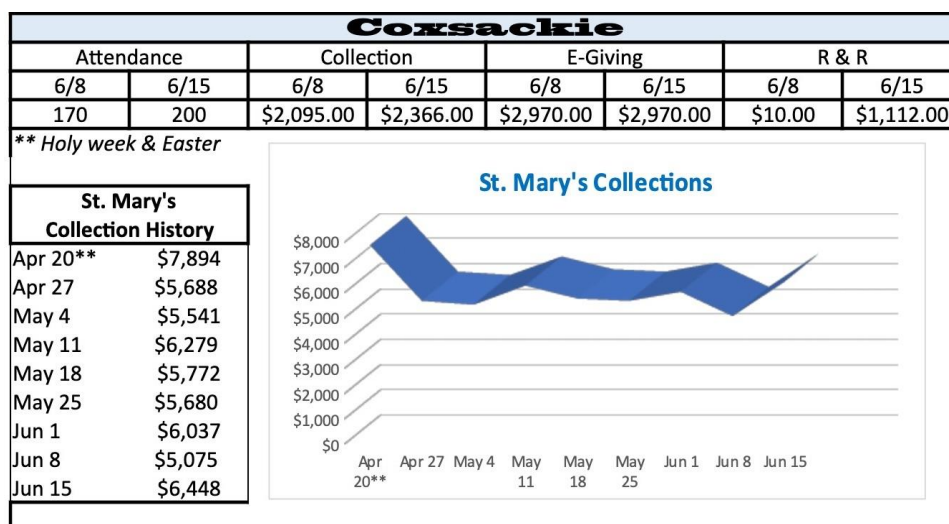 Coxsackie
Attendance Collection E-Giving R & R
6/8 6/15 6/8 6/15 6/8 6/15 6/8 6/15
170 200 $2,095.00 $2,366.00 $2,970.00 $2,970.00 $10.00 $1,112.00
** Holy week & Easter
St. Mary's
Collection History
Apr 20** $7,894
Apr 27 $5,688
May 4 $5,541
May 11 $6,279
May 18 $5,772
May 25 $5,680
Jun 1 $6,037
Jun 8 $5,075
Jun 15 $6,448
St. Mary's Collections
$8,000
$7,000
$6,000
$5,000
$4,000
$3,000
$2,000
$1,000
$0
Apr Apr 27 May 4 May May May Jun 1 Jun 8 Jun 15
20** 11 18 25